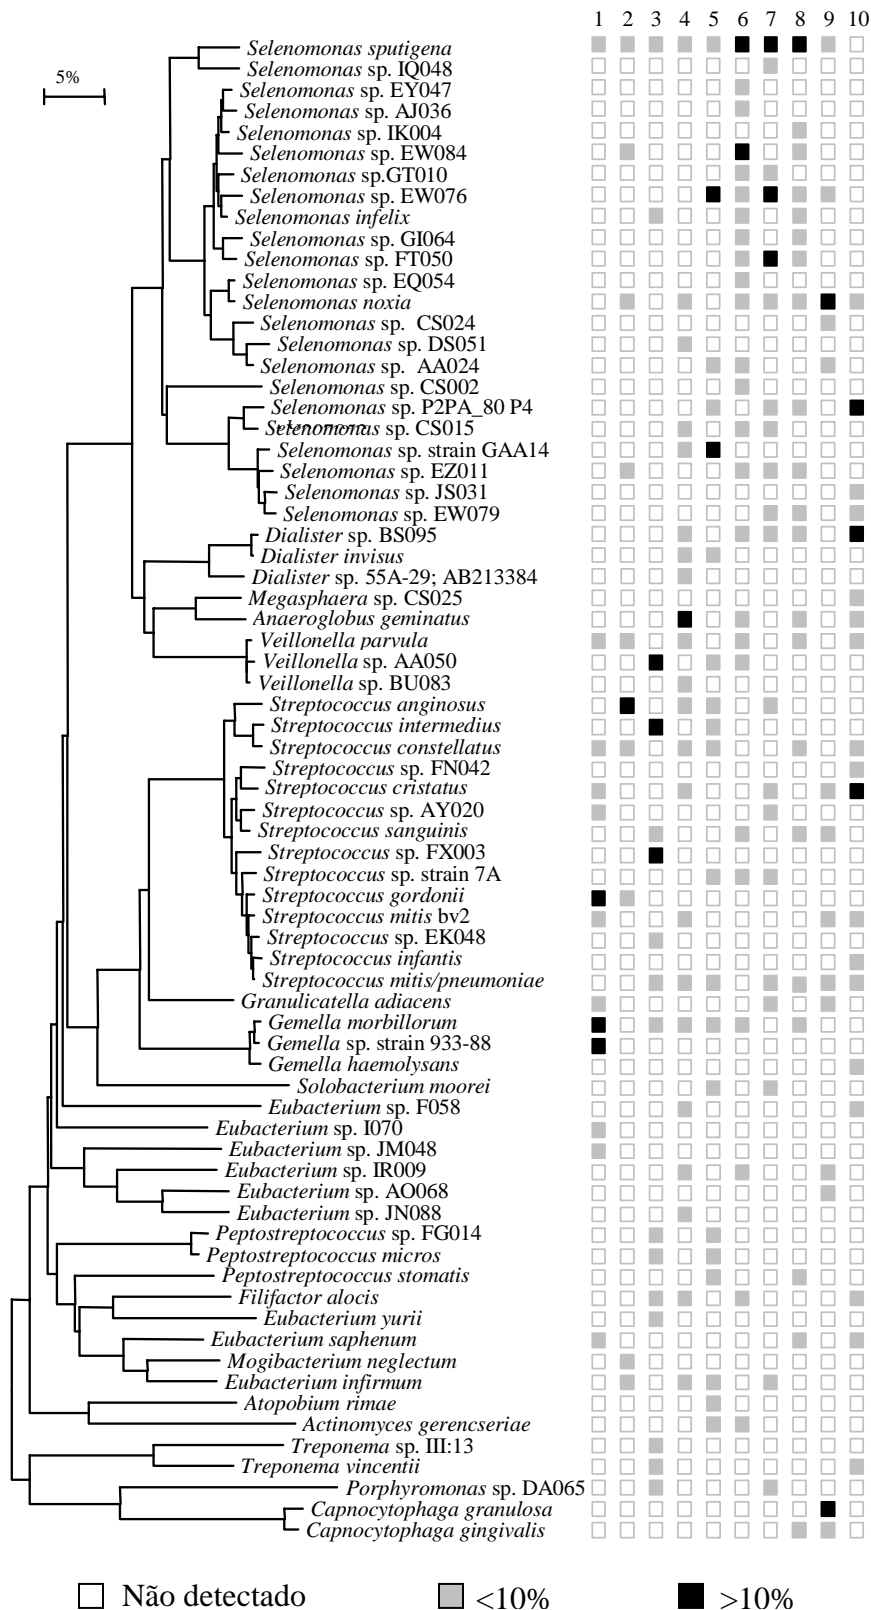 1 2 3 4 5 6 7 8 9 10
5%
Selenomonas sputigena
Selenomonas sp. IQ048
Selenomonas sp. EY047
Selenomonas sp. AJ036
Selenomonas sp. IK004
Selenomonas sp. EW084
Selenomonas sp.GT010
Selenomonas sp. EW076
Selenomonas infelix
Selenomonas sp. GI064
Selenomonas sp. FT050
Selenomonas sp. EQ054
Selenomonas noxia
Selenomonas sp. CS024
Selenomonas sp. DS051
Selenomonas sp. AA024
Selenomonas sp. CS002
Selenomonas sp. P2PA_80 P4
Selenomonas sp. CS015
Selenomonas sp. strain GAA14
Selenomonas sp. EZ011
Selenomonas sp. JS031
Selenomonas sp. EW079
Dialister sp. BS095
Dialister invisus
Dialister sp. 55A-29; AB213384
Megasphaera sp. CS025
Anaeroglobus geminatus
Veillonella parvula
Veillonella sp. AA050
Veillonella sp. BU083
Streptococcus anginosus
Streptococcus intermedius
Streptococcus constellatus
Streptococcus sp. FN042
Streptococcus cristatus
Streptococcus sp. AY020
Streptococcus sanguinis
Streptococcus sp. FX003
Streptococcus sp. strain 7A
Streptococcus gordonii
Streptococcus mitis bv2
Streptococcus sp. EK048
Streptococcus infantis
Streptococcus mitis/pneumoniae
Granulicatella adiacens
Gemella morbillorum
Gemella sp. strain 933-88
Gemella haemolysans
Solobacterium moorei
Eubacterium sp. F058
Eubacterium sp. I070
Eubacterium sp. JM048
Eubacterium sp. IR009
Eubacterium sp. AO068
Eubacterium sp. JN088
Peptostreptococcus sp. FG014
Peptostreptococcus micros
Peptostreptococcus stomatis
Filifactor alocis
Eubacterium yurii
Eubacterium saphenum
Mogibacterium neglectum
Eubacterium infirmum
Atopobium rimae
Actinomyces gerencseriae
Treponema sp. III:13
Treponema vincentii
Porphyromonas sp. DA065
Capnocytophaga granulosa
Capnocytophaga gingivalis
Não detectado <10% >10%